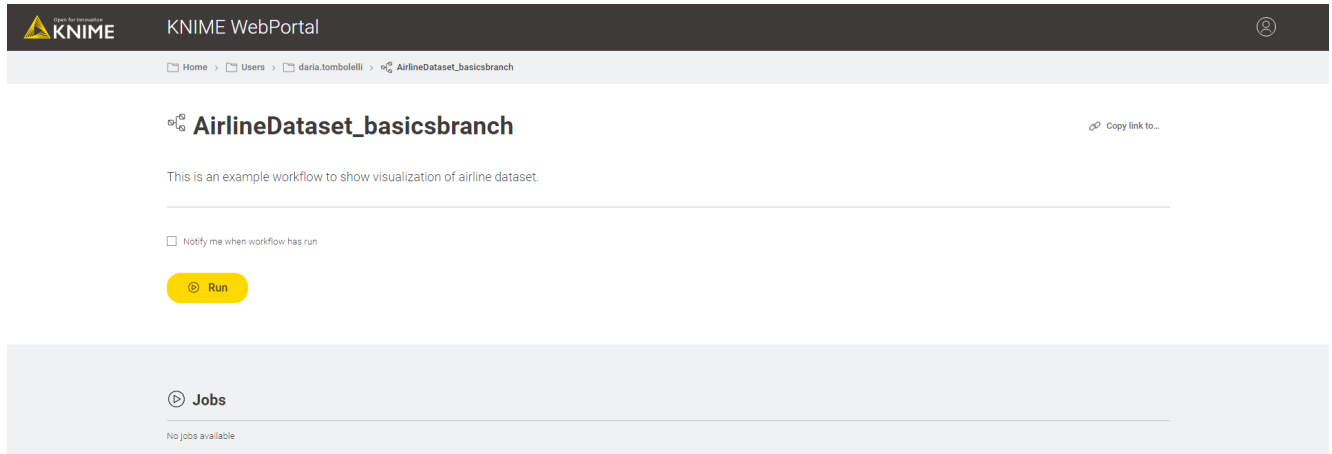 Open for Innovation
KNIME
KNIME WebPortal
Home > Users > daria.tombolelli > AirlineDataset_basicsbranch
AirlineDataset_basicsbranch
Copy link to...
This is an example workflow to show visualization of airline dataset.
Notify me when workflow has run
Run
Jobs
No jobs available